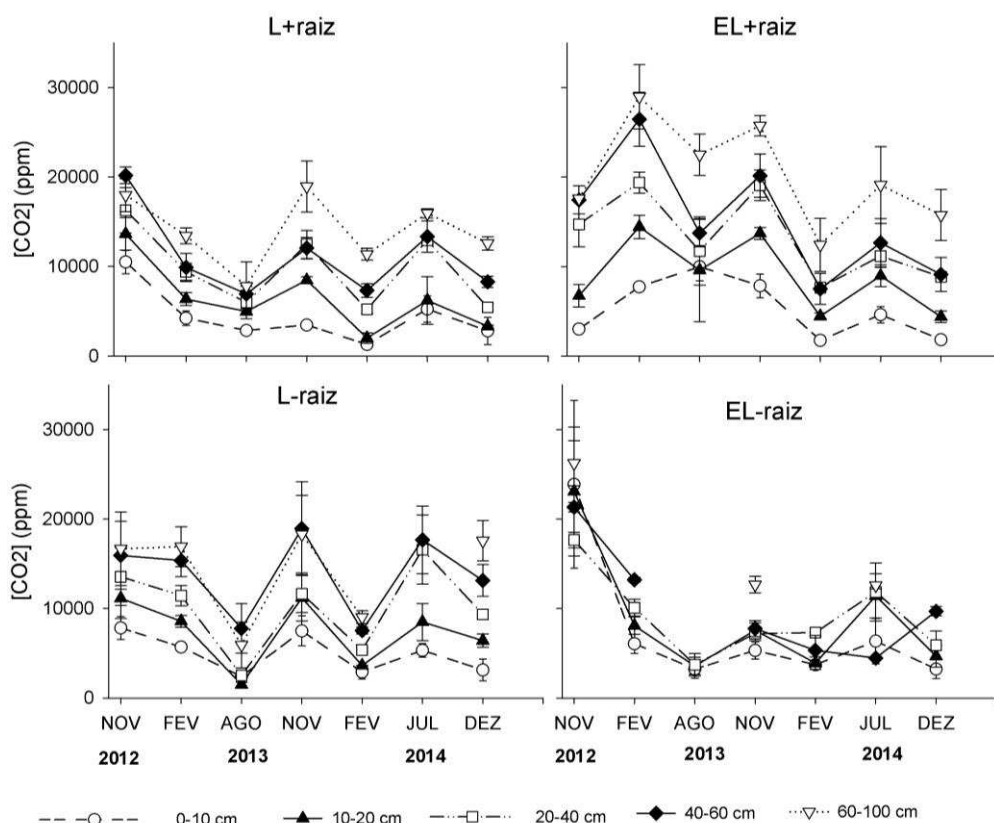 L+raiz
EL+raiz
[CO2] (ppm)
30000
20000
10000
0
L-raiz
EL-raiz
[CO2] (ppm)
30000
20000
10000
0
NOV FEV AGO NOV FEV JUL DEZ NOV FEV AGO NOV FEV JUL DEZ
2012 2013 2014 2012 2013 2014
0-10 cm 10-20 cm 20-40 cm 40-60 cm 60-100 cm